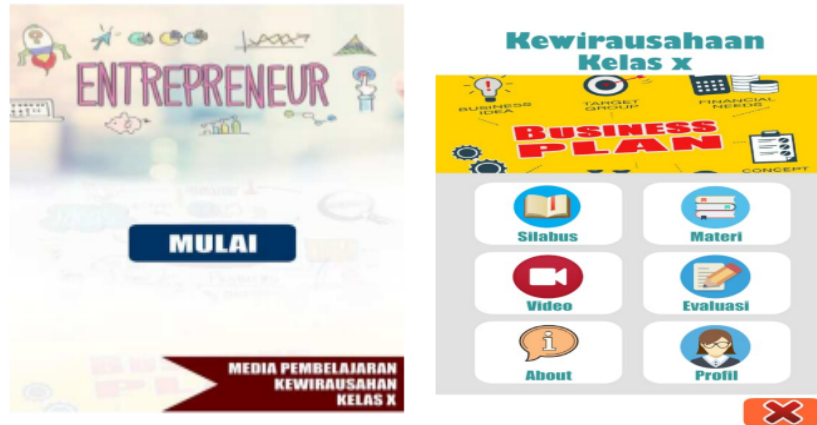 ENTREPRENEUR
MULAI
MEDIA PEMBELAJARAN
KEWIRAUSAHAN
KELAS X
Kewirausahaan
Kelas x
BUSINESS
IDEA
TARGET
GROUP
FINANCIAL
NEEDS
BUSINESS
PLAN
CONCEPT
Silabus
Materi
Video
Evaluasi
About
Profil